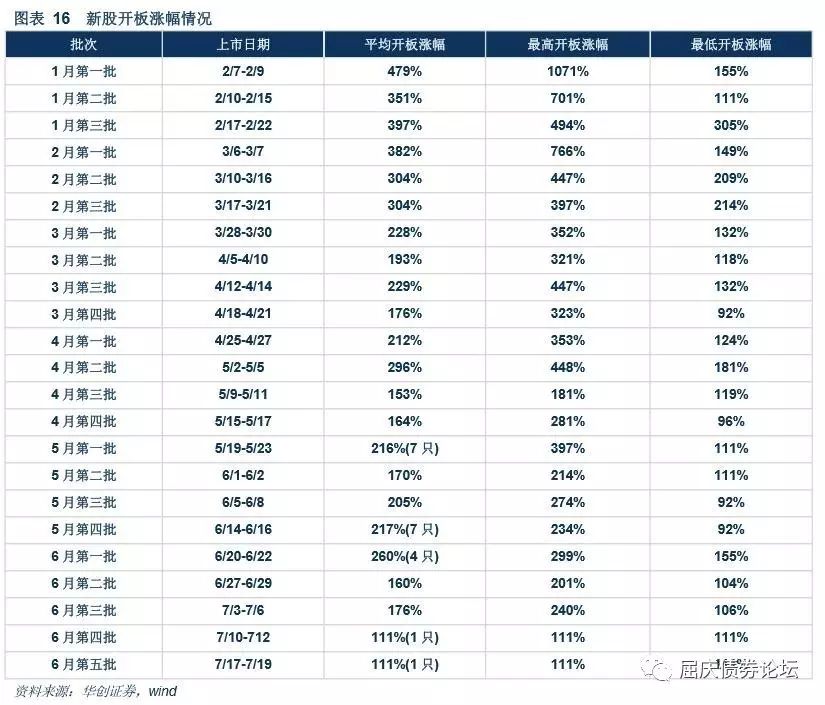 图表 16 新股开板涨幅情况
批次 上市日期 平均开板涨幅 最高开板涨幅 最低开板涨幅
1 月第一批 2/7-2/9 479% 1071% 155%
1 月第二批 2/10-2/15 351% 701% 111%
1 月第三批 2/17-2/22 397% 494% 305%
2 月第一批 3/6-3/7 382% 766% 149%
2 月第二批 3/10-3/16 304% 447% 209%
2 月第三批 3/17-3/21 304% 397% 214%
3 月第一批 3/28-3/30 228% 352% 132%
3 月第二批 4/5-4/10 193% 321% 118%
3 月第三批 4/12-4/14 229% 447% 132%
3 月第四批 4/18-4/21 176% 323% 92%
4 月第一批 4/25-4/27 212% 353% 124%
4 月第二批 5/2-5/5 296% 448% 181%
4 月第三批 5/9-5/11 153% 181% 119%
4 月第四批 5/15-5/17 164% 281% 96%
5 月第一批 5/19-5/23 216%(7 只) 397% 111%
5 月第二批 6/1-6/2 170% 214% 111%
5 月第三批 6/5-6/8 205% 274% 92%
5 月第四批 6/14-6/16 217%(7 只) 234% 92%
6 月第一批 6/20-6/22 260%(4 只) 299% 155%
6 月第二批 6/27-6/29 160% 201% 104%
6 月第三批 7/3-7/6 176% 240% 106%
6 月第四批 7/10-712 111%(1 只) 111% 111%
6 月第五批 7/17-7/19 111%(1 只) 111%
屈庆债券论坛
资料来源：华创证券，wind